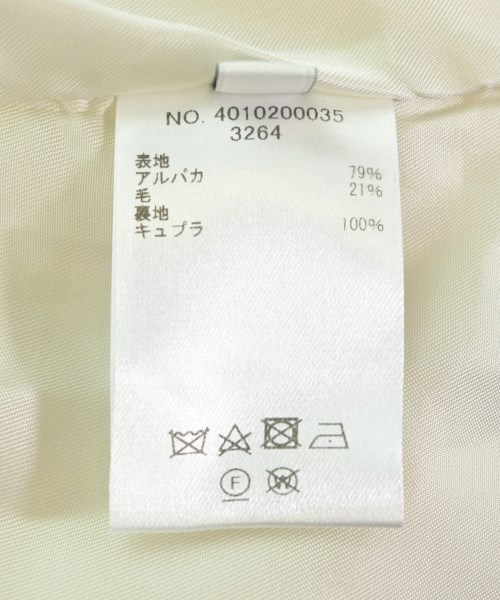 NO. 4010200035
3264
表地
アルパカ 79%
毛 21%
裏地
キュプラ 100%
F W